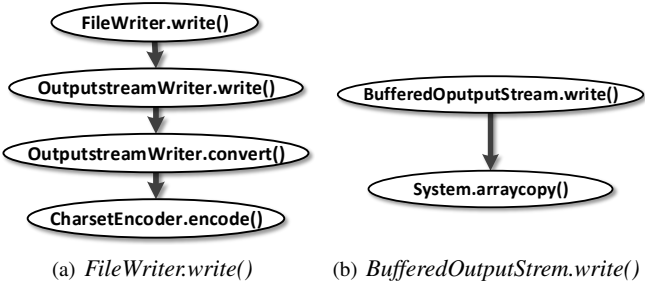 FileWriter.write()
OutputstreamWriter.write()
OutputstreamWriter.convert()
CharsetEncoder.encode()
(a) FileWriter.write()
BufferedOputputStream.write()
System.arraycopy()
(b) BufferedOutputStrem.write()